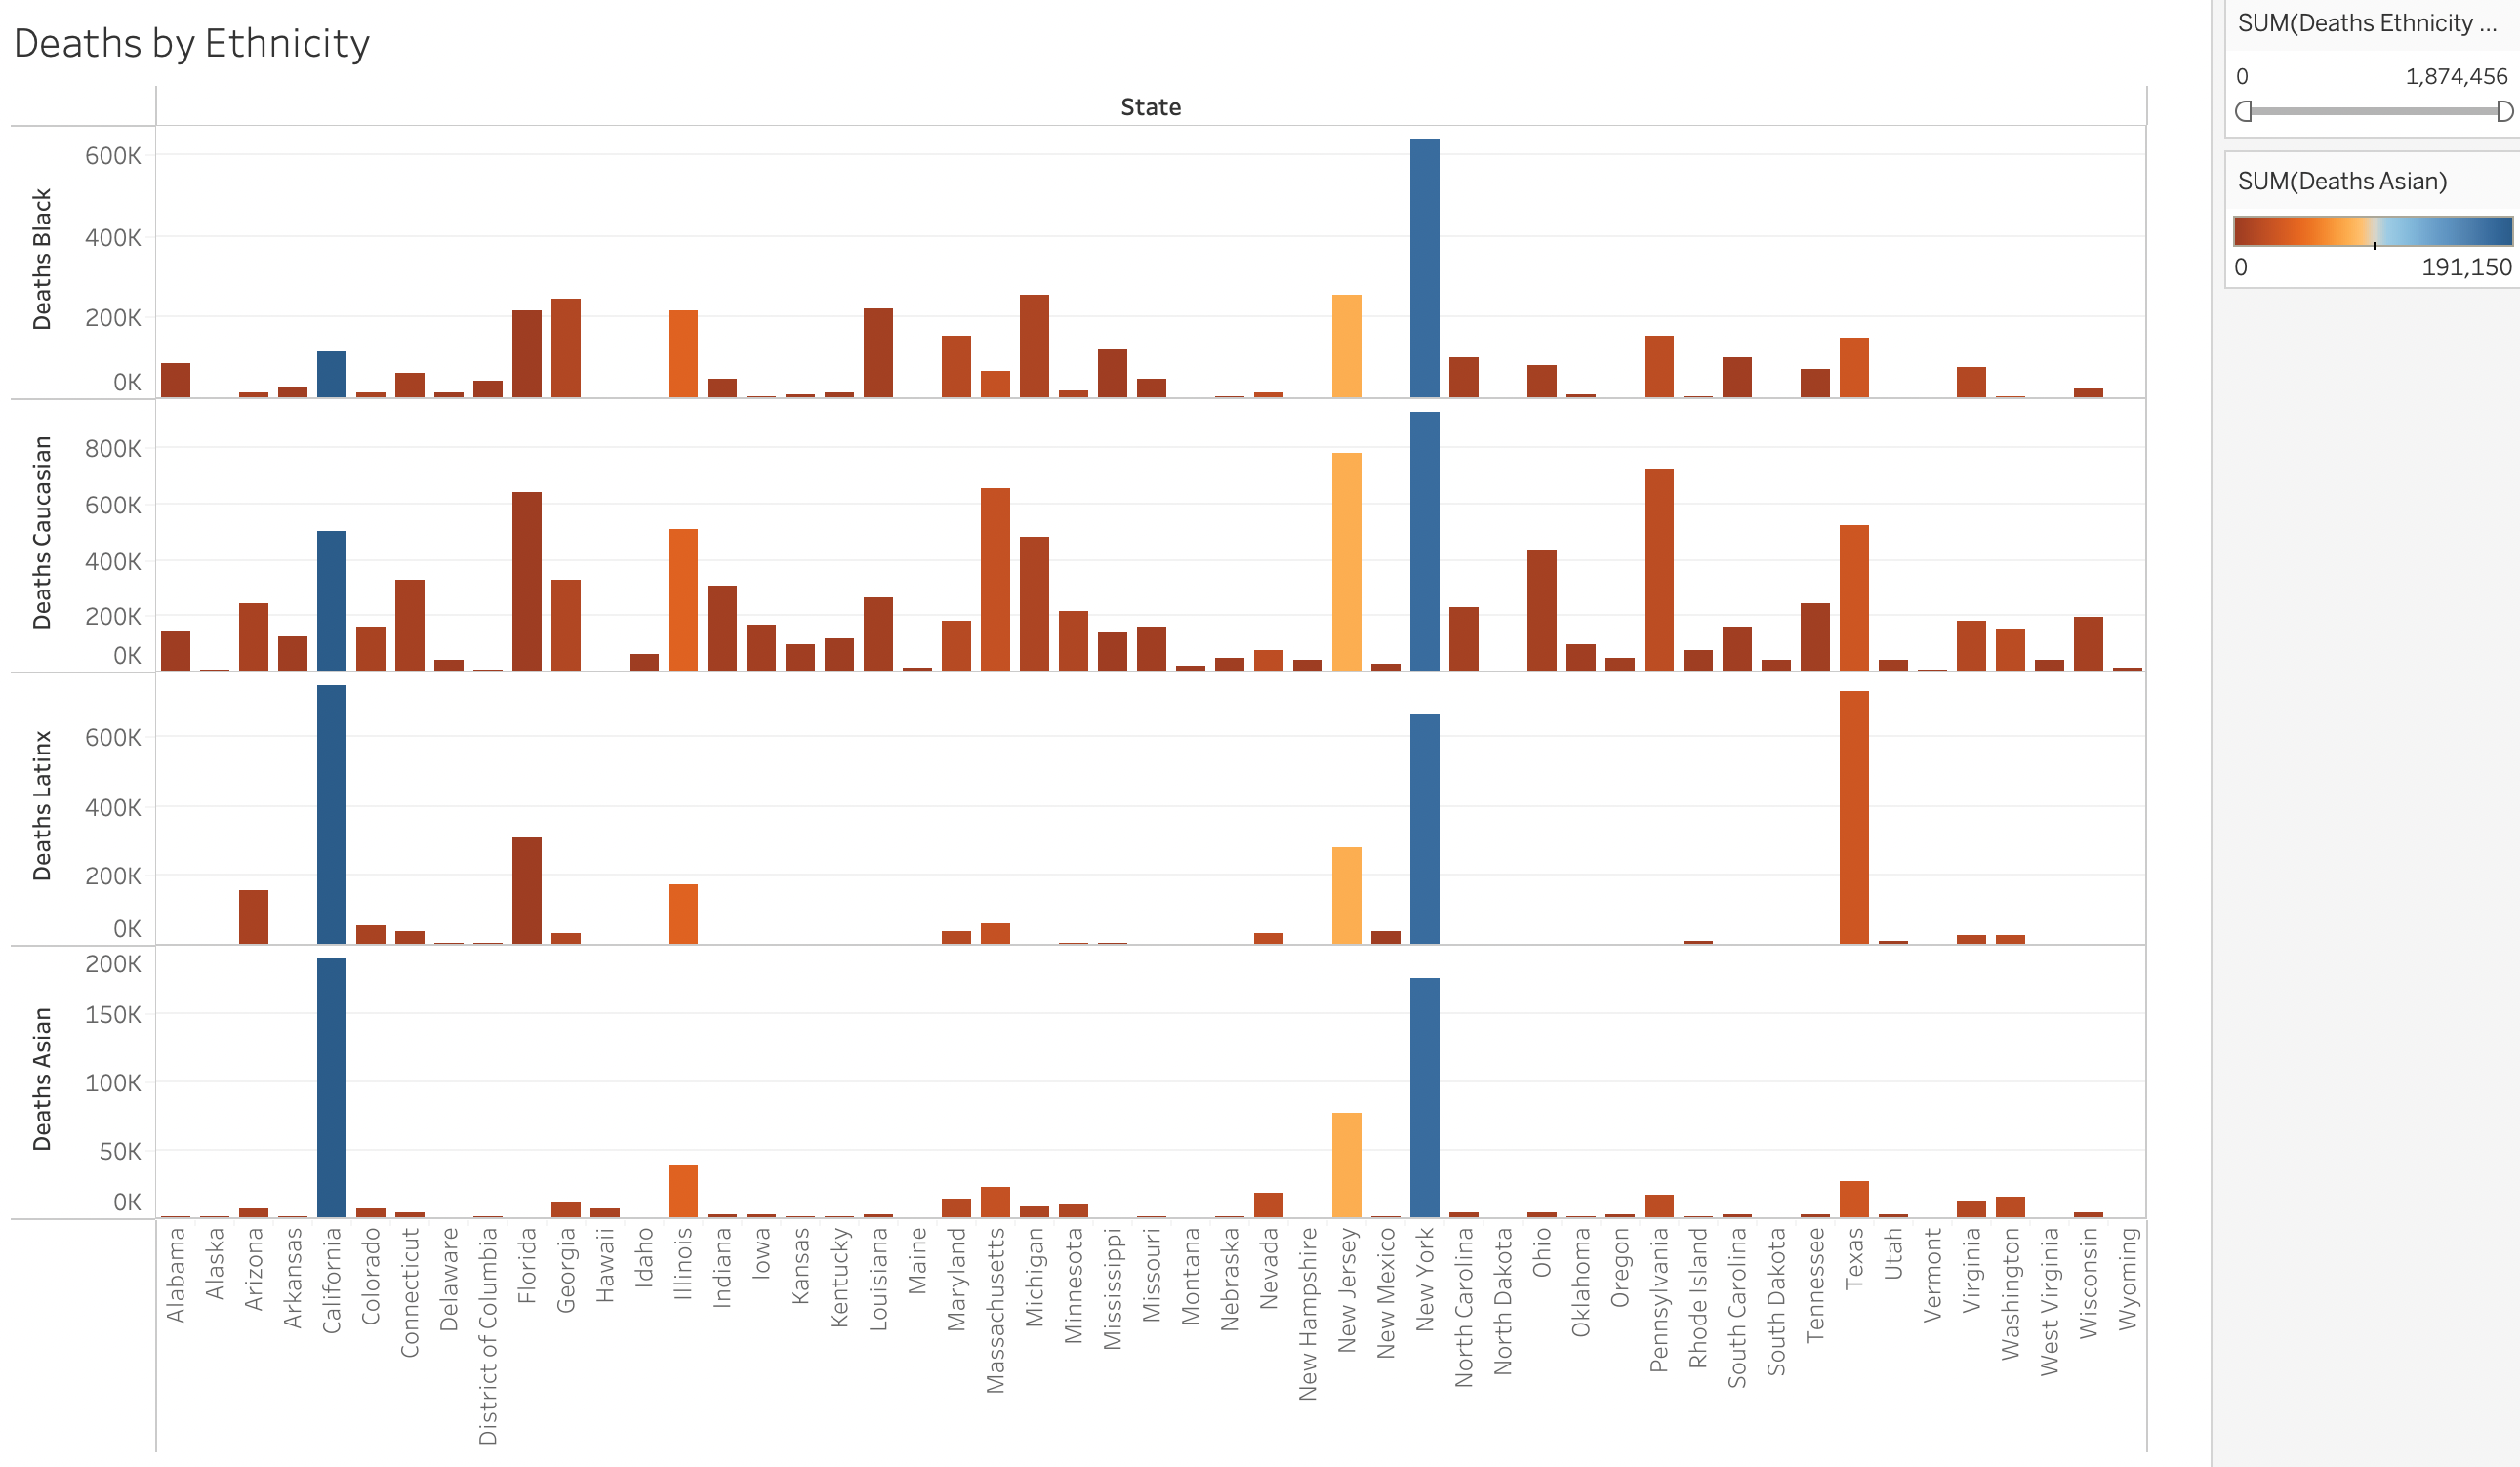 Deaths by Ethnicity
State
Deaths Black
600K
400K
200K
0K
Deaths Caucasian
800K
600K
400K
200K
0K
Deaths Latinx
600K
400K
200K
0K
Deaths Asian
200K
150K
100K
50K
0K
Alabama
Alaska
Arizona
Arkansas
California
Colorado
Connecticut
Delaware
District of Columbia
Florida
Georgia
Hawaii
Idaho
Illinois
Indiana
Iowa
Kansas
Kentucky
Louisiana
Maine
Maryland
Massachusetts
Michigan
Minnesota
Mississippi
Missouri
Montana
Nebraska
Nevada
New Hampshire
New Jersey
New Mexico
New York
North Carolina
North Dakota
Ohio
Oklahoma
Oregon
Pennsylvania
Rhode Island
South Carolina
South Dakota
Tennessee
Texas
Utah
Vermont
Virginia
Washington
West Virginia
Wisconsin
Wyoming
SUM(Deaths Ethnicity ...
0 1,874,456
SUM(Deaths Asian)
0 191,150